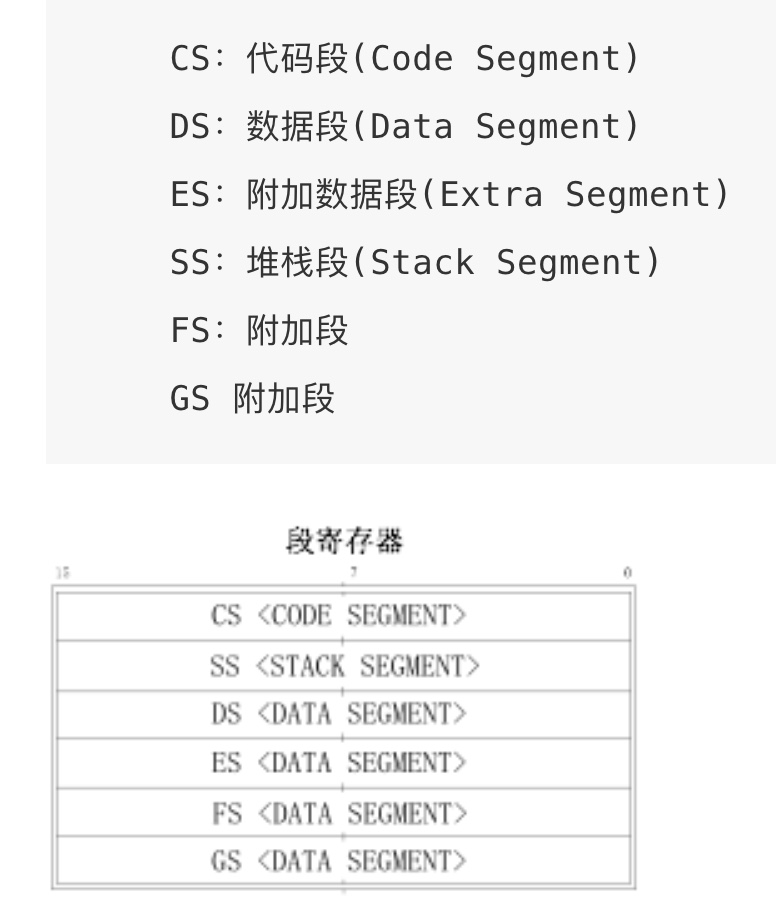 CS: 代码段(Code Segment)
DS: 数据段(Data Segment)
ES: 附加数据段(Extra Segment)
SS: 堆栈段(Stack Segment)
FS: 附加段
GS 附加段
段寄存器
15 7 0
CS <CODE SEGMENT>
SS <STACK SEGMENT>
DS <DATA SEGMENT>
ES <DATA SEGMENT>
FS <DATA SEGMENT>
GS <DATA SEGMENT>